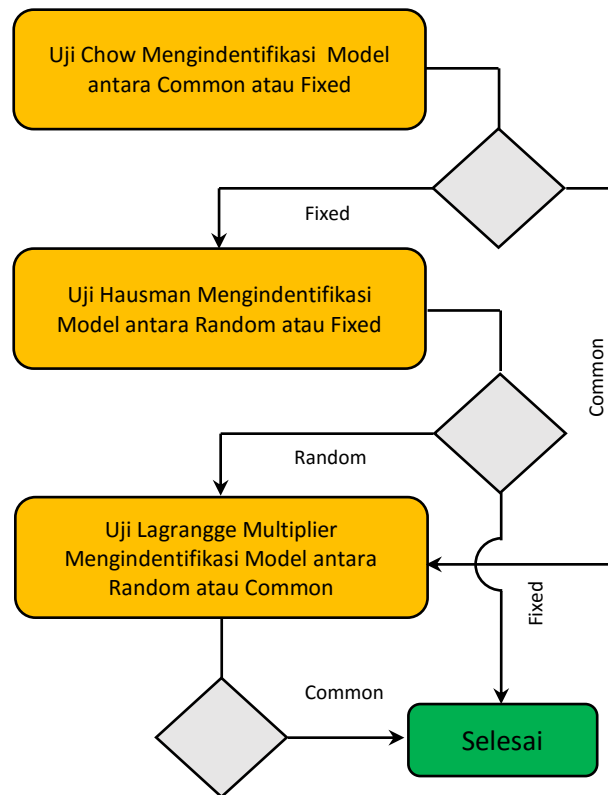 Uji Chow Mengindentifikasi  Model
antara Common atau Fixed
Fixed
Uji Hausman Mengindentifikasi
Model antara Random atau Fixed
Common
Random
Uji Lagrangge Multiplier
Mengindentifikasi Model antara
Random atau Common
Fixed
Common
Selesai